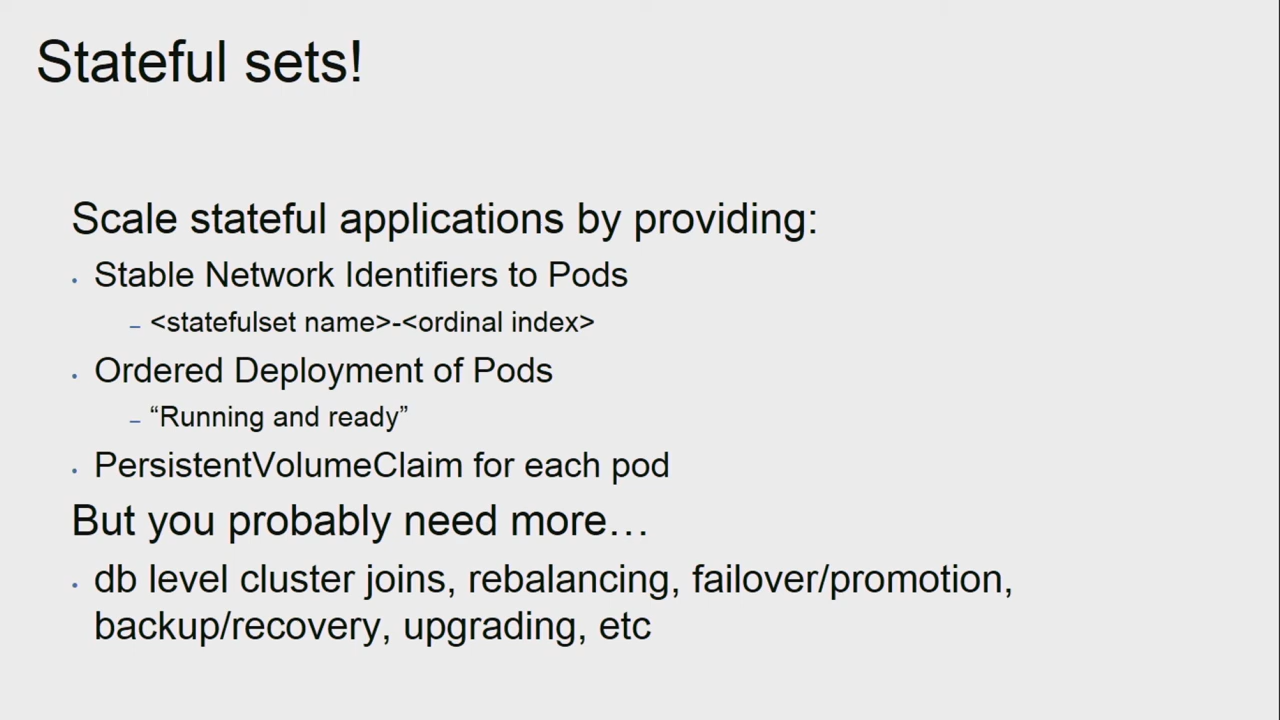 Stateful sets!
Scale stateful applications by providing:
• Stable Network Identifiers to Pods
– <statefulset name>-<ordinal index>
• Ordered Deployment of Pods
– “Running and ready”
• PersistentVolumeClaim for each pod
But you probably need more…
• db level cluster joins, rebalancing, failover/promotion,
backup/recovery, upgrading, etc